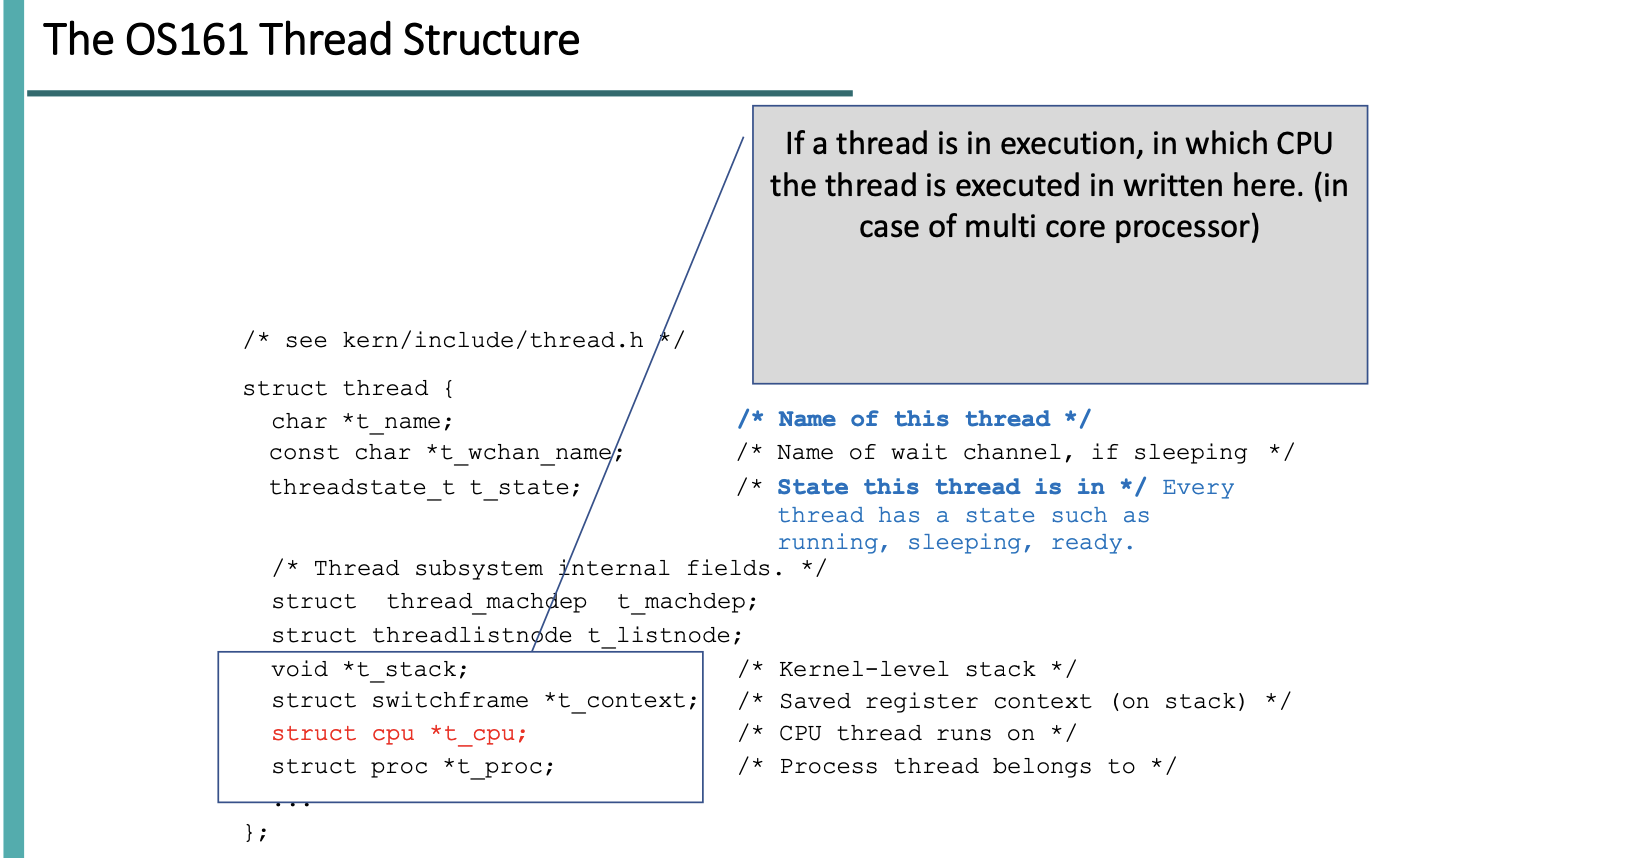 The OS161 Thread Structure
If a thread is in execution, in which CPU
the thread is executed in written here. (in
case of multi core processor)
/* see kern/include/thread.h */
struct thread {
char *t_name; /* Name of this thread */
const char *t_wchan_name; /* Name of wait channel, if sleeping */
threadstate_t t_state; /* State this thread is in */ Every
thread has a state such as
running, sleeping, ready.
/* Thread subsystem internal fields. */
struct thread_machdep t_machdep;
struct threadlistnode t_listnode;
void *t_stack; /* Kernel-level stack */
struct switchframe *t_context; /* Saved register context (on stack) */
struct cpu *t_cpu; /* CPU thread runs on */
struct proc *t_proc; /* Process thread belongs to */
...
};